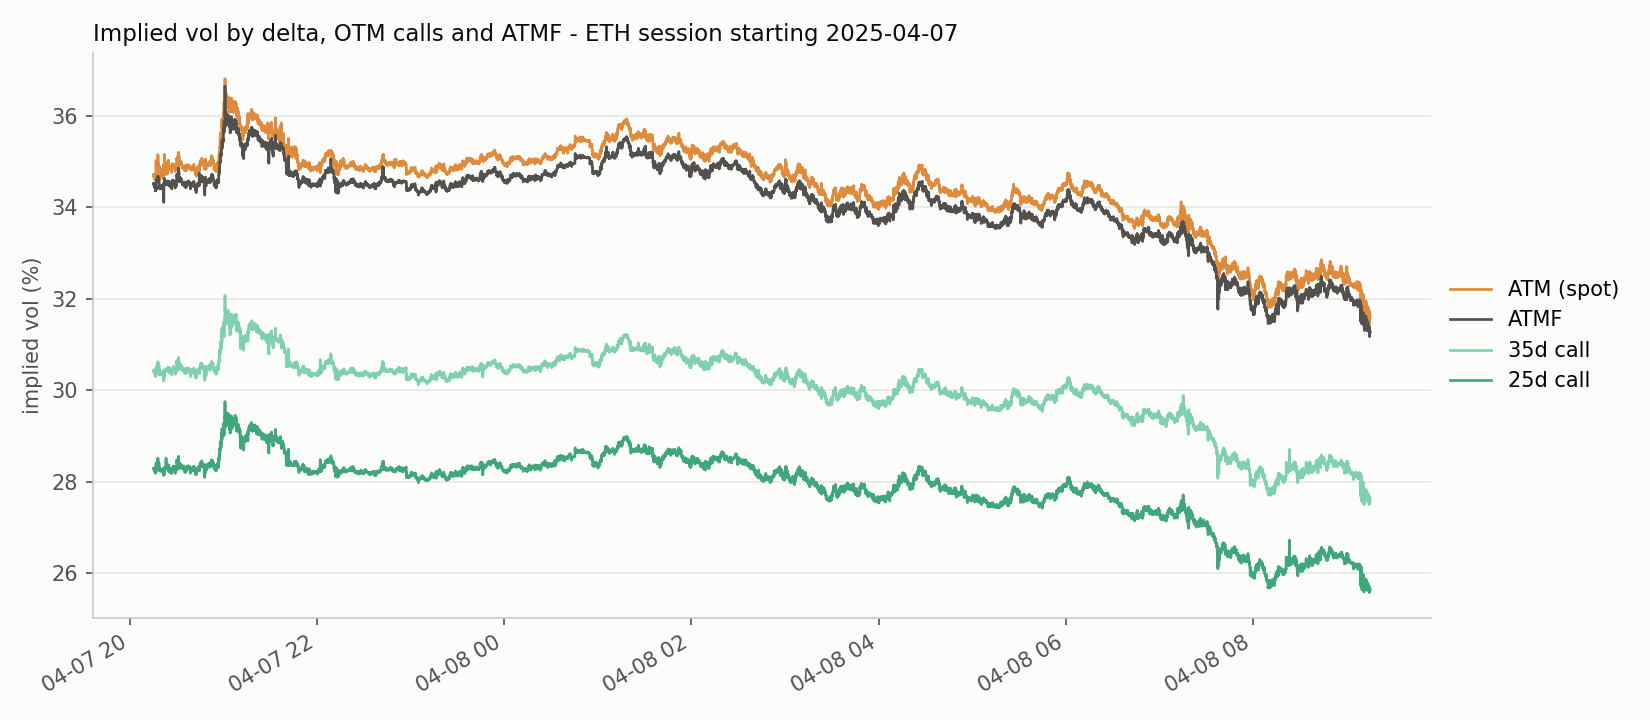 Implied vol by delta, OTM calls and ATMF - ETH session starting 2025-04-07
implied vol (%)
36
34
32
30
28
26
04-07 20
04-07 22
04-08 00
04-08 02
04-08 04
04-08 06
04-08 08
ATM (spot)
ATMF
35d call
25d call